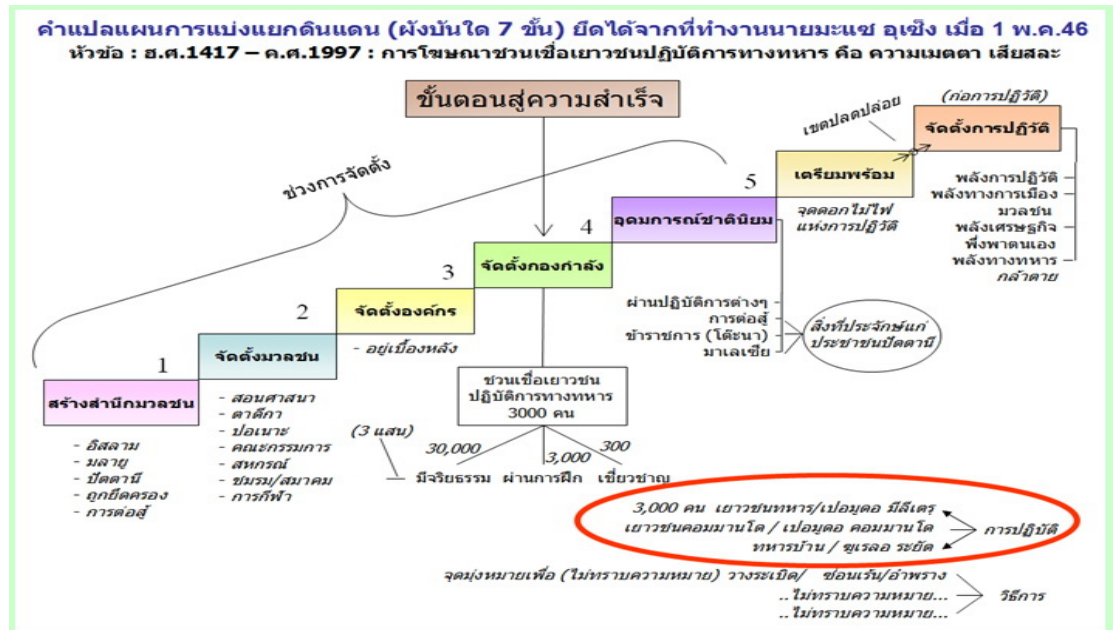 คำแปลแผนการแบ่งแยกดินแดน (ผังบันใด 7 ขั้น) ยึดได้จากที่ทำงานนายมะแซ อุเซ็ง เมื่อ 1 พ.ค.46
หัวข้อ : ฮ.ศ.1417 – ค.ศ.1997 : การโฆษณาชวนเชื่อเยาวชนปฏิบัติการทางทหาร คือ ความเมตตา เสียสละ
ขั้นตอนสู่ความสำเร็จ
(ก่อการปฏิวัติ)
จัดตั้งการปฏิวัติ
เขตปลดปล่อย
พลังการปฏิวัติ
พลังทางการเมือง
มวลชน
พลังเศรษฐกิจ
พึ่งพาตนเอง
พลังทางทหาร
กล้าตาย
ช่วงการจัดตั้ง
5
เตรียมพร้อม
จุดดอกไม้ไฟ
แห่งการปฏิวัติ
4
อุดมการณ์ชาตินิยม
ผ่านปฏิบัติการต่างๆ
การต่อสู้
ข้าราชการ (โต๊ะนา)
มาเลเซีย
สิ่งที่ประจักษ์แก่
ประชาชนปัตตานี
3
จัดตั้งกองกำลัง
2
จัดตั้งองค์กร
- อยู่เบื้องหลัง
1
จัดตั้งมวลชน
- สอนศาสนา
- ตาดีกา
- ปอเนาะ
- คณะกรรมการ
- สหกรณ์
- ชมรม/สมาคม
- การกีฬา
สร้างสำนึกมวลชน
- อิสลาม
- มลายู
- ปัตตานี
- ถูกยึดครอง
- การต่อสู้
ชวนเชื่อเยาวชน
ปฏิบัติการทางทหาร
3000 คน
(3 แสน)
30,000
3,000
300
มีจริยธรรม ผ่านการฝึก เชี่ยวชาญ
3,000 คน เยาวชนทหาร/เปอมูดอ มีลีเตรฺ
เยาวชนคอมมานโด / เปอมูดอ คอมมานโด
ทหารบ้าน / ฆูเรลอ ระยัต
การปฏิบัติ
จุดมุ่งหมายเพื่อ (ไม่ทราบความหมาย) วางระเบิด/ ซ่อนเร้น/อำพราง
..ไม่ทราบความหมาย...
..ไม่ทราบความหมาย...
วิธีการ